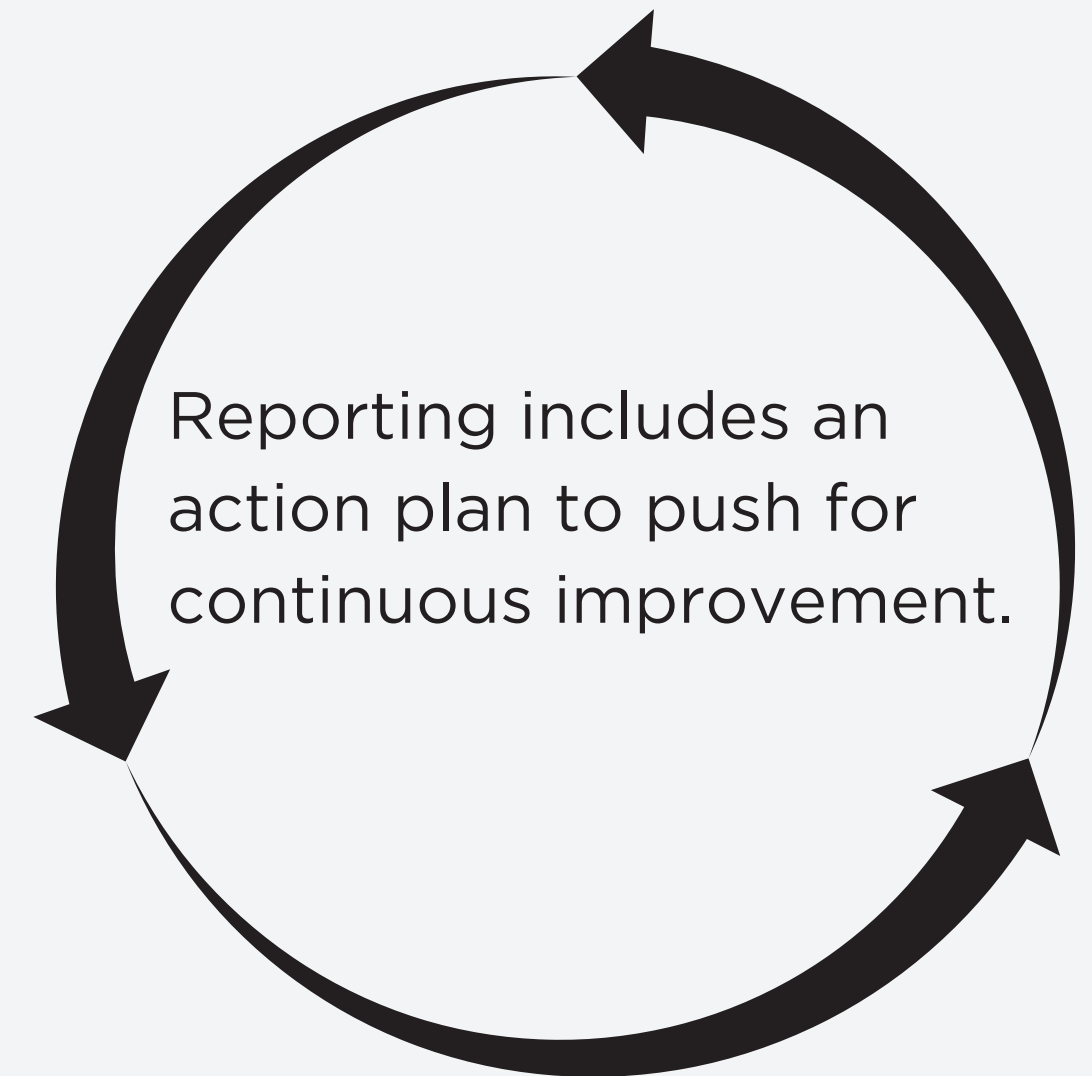 Reporting includes an
action plan to push for
continuous improvement.